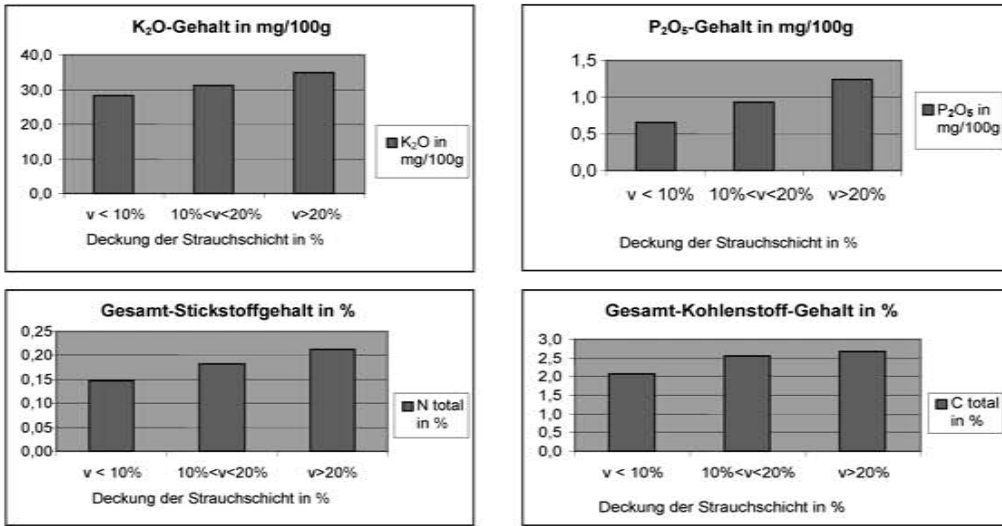 K₂O-Gehalt in mg/100g
40,0
30,0
20,0
10,0
0,0
v < 10%
10%<v<20%
v>20%
Deckung der Strauchschicht in %
K₂O in
mg/100g
P₂O₅-Gehalt in mg/100g
1,5
1,0
0,5
0,0
v < 10%
10%<v<20%
v>20%
Deckung der Strauchschicht in %
P₂O₅ in
mg/100g
Gesamt-Stickstoffgehalt in %
0,25
0,20
0,15
0,10
0,05
0,00
v < 10%
10%<v<20%
v>20%
Deckung der Strauchschicht in %
N total
in %
Gesamt-Kohlenstoff-Gehalt in %
3,0
2,5
2,0
1,5
1,0
0,5
0,0
v < 10%
10%<v<20%
v>20%
Deckung der Strauchschicht in %
C total
in %